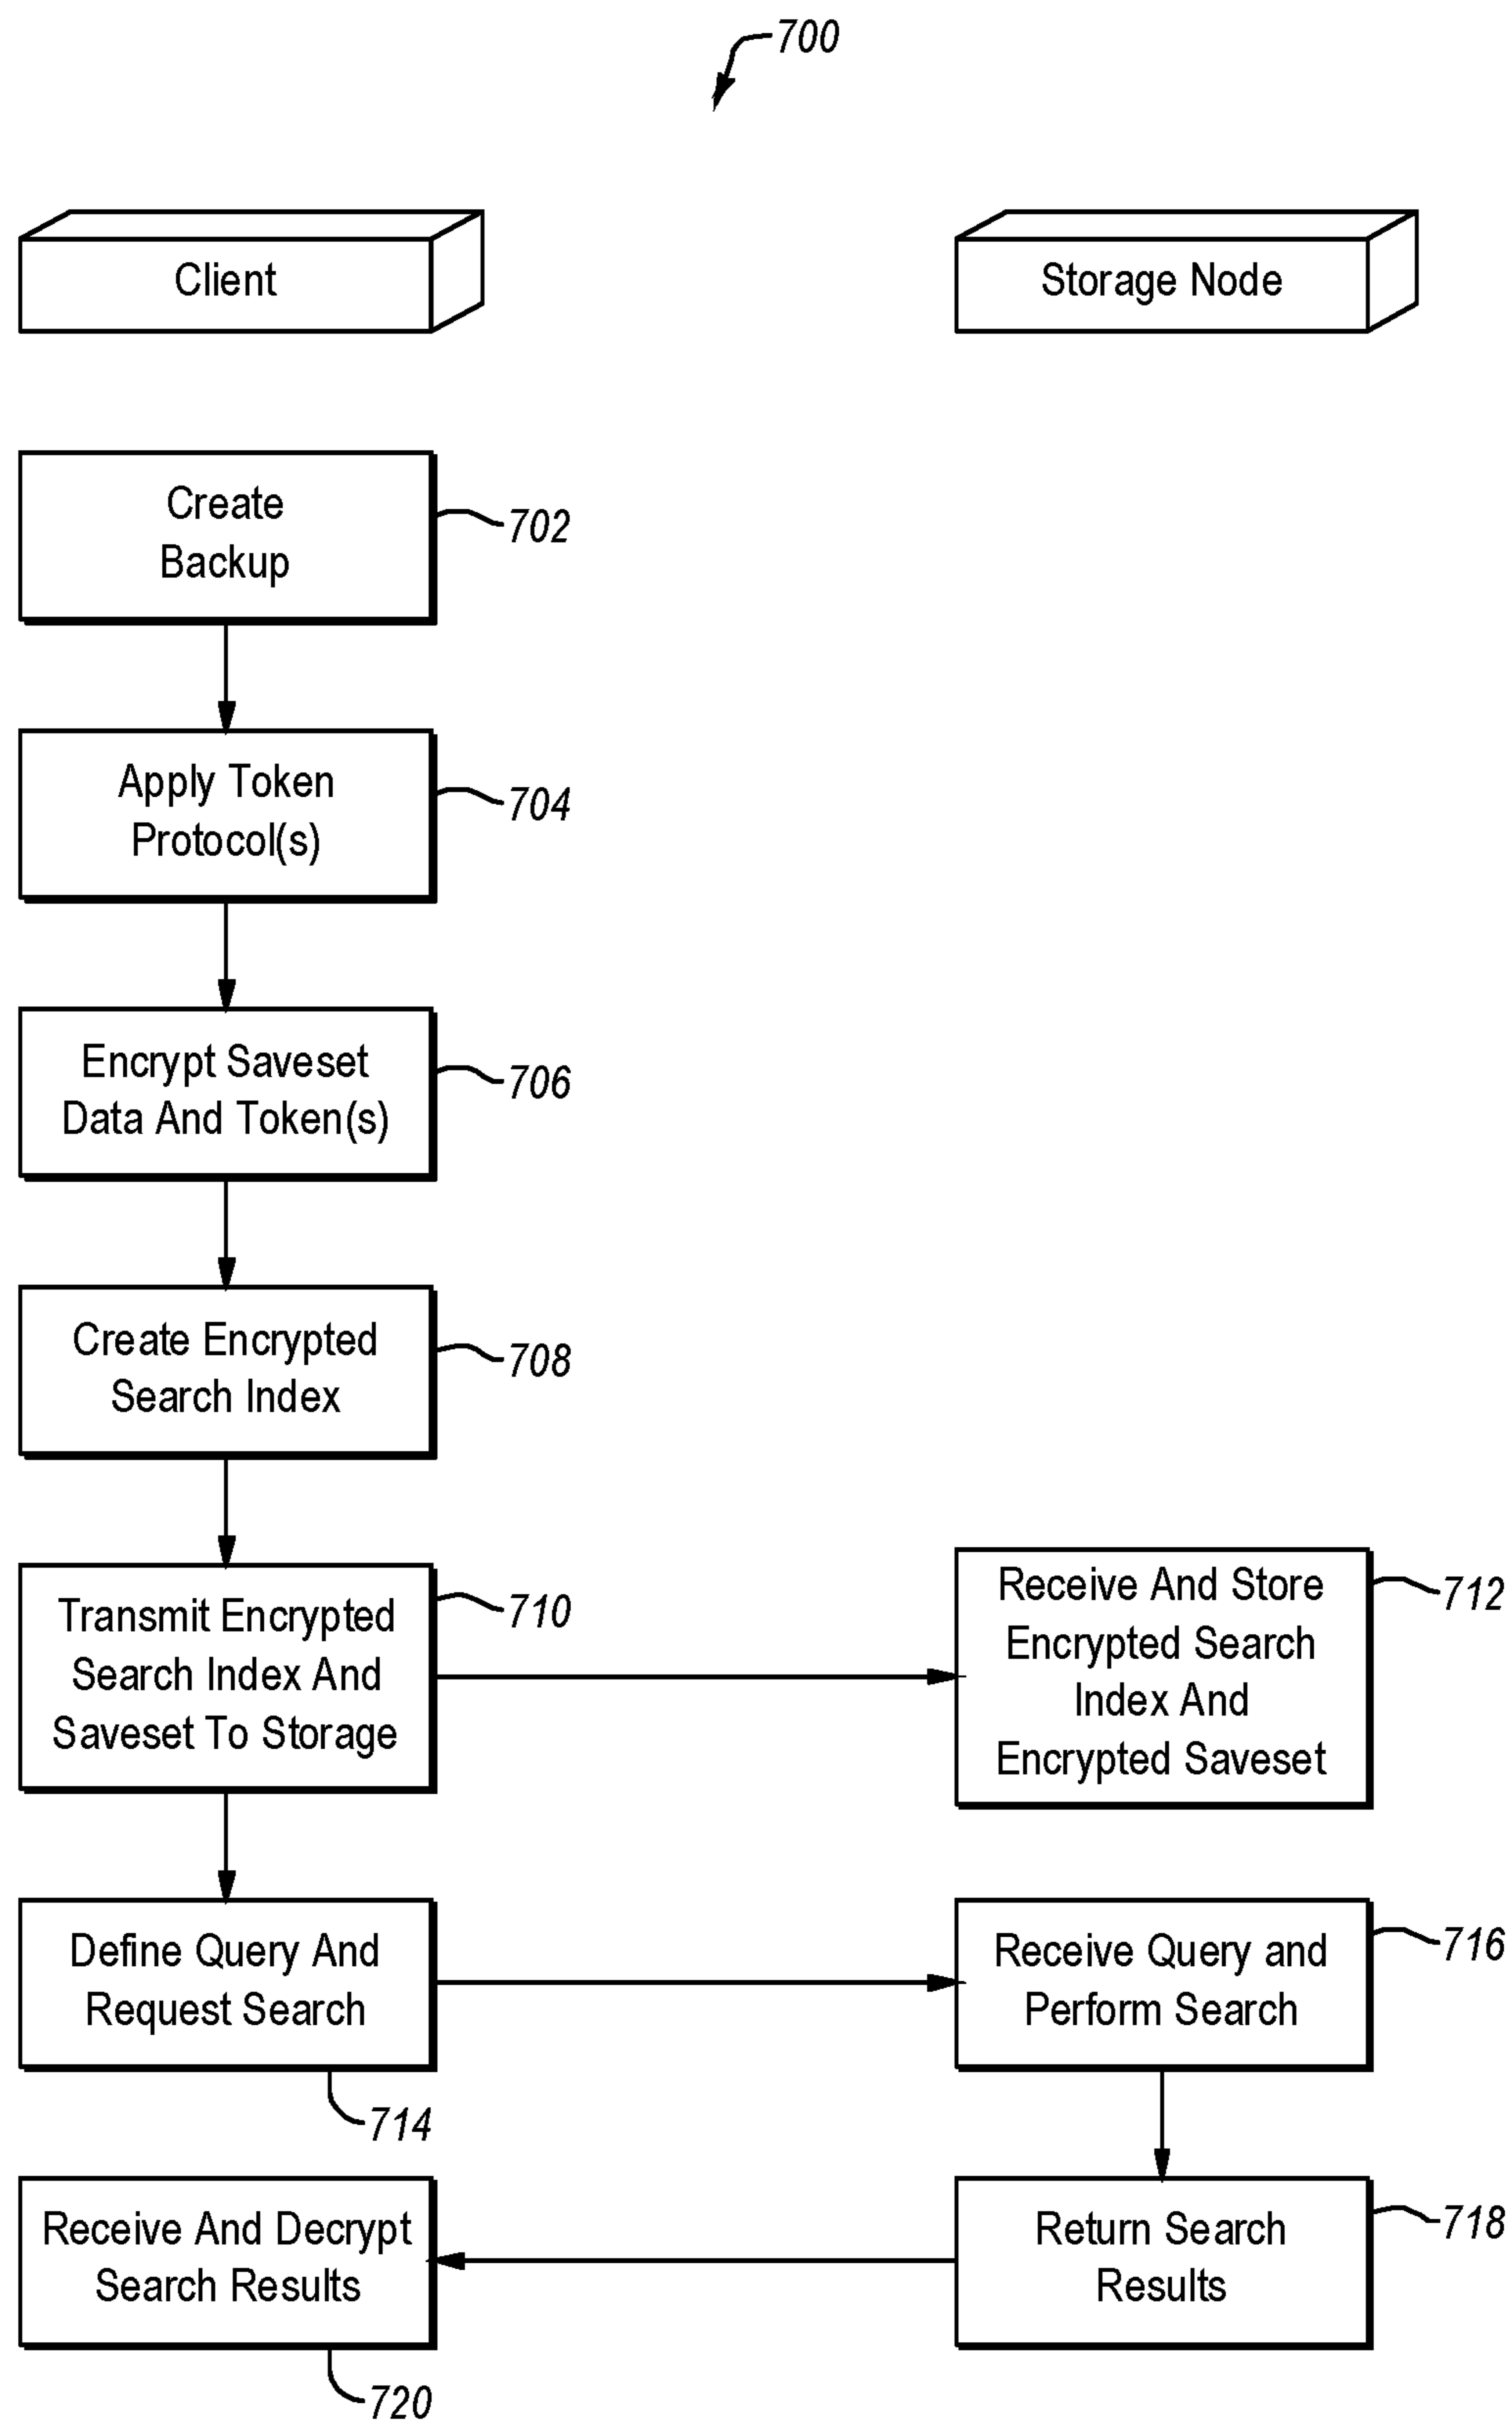 700
Client
Storage Node
Create
Backup
702
Apply Token
Protocol(s)
704
Encrypt Saveset
Data And Token(s)
706
Create Encrypted
Search Index
708
Transmit Encrypted
Search Index And
Saveset To Storage
710
Receive And Store
Encrypted Search
Index And
Encrypted Saveset
712
Define Query And
Request Search
714
Receive Query and
Perform Search
716
Return Search
Results
718
Receive And Decrypt
Search Results
720